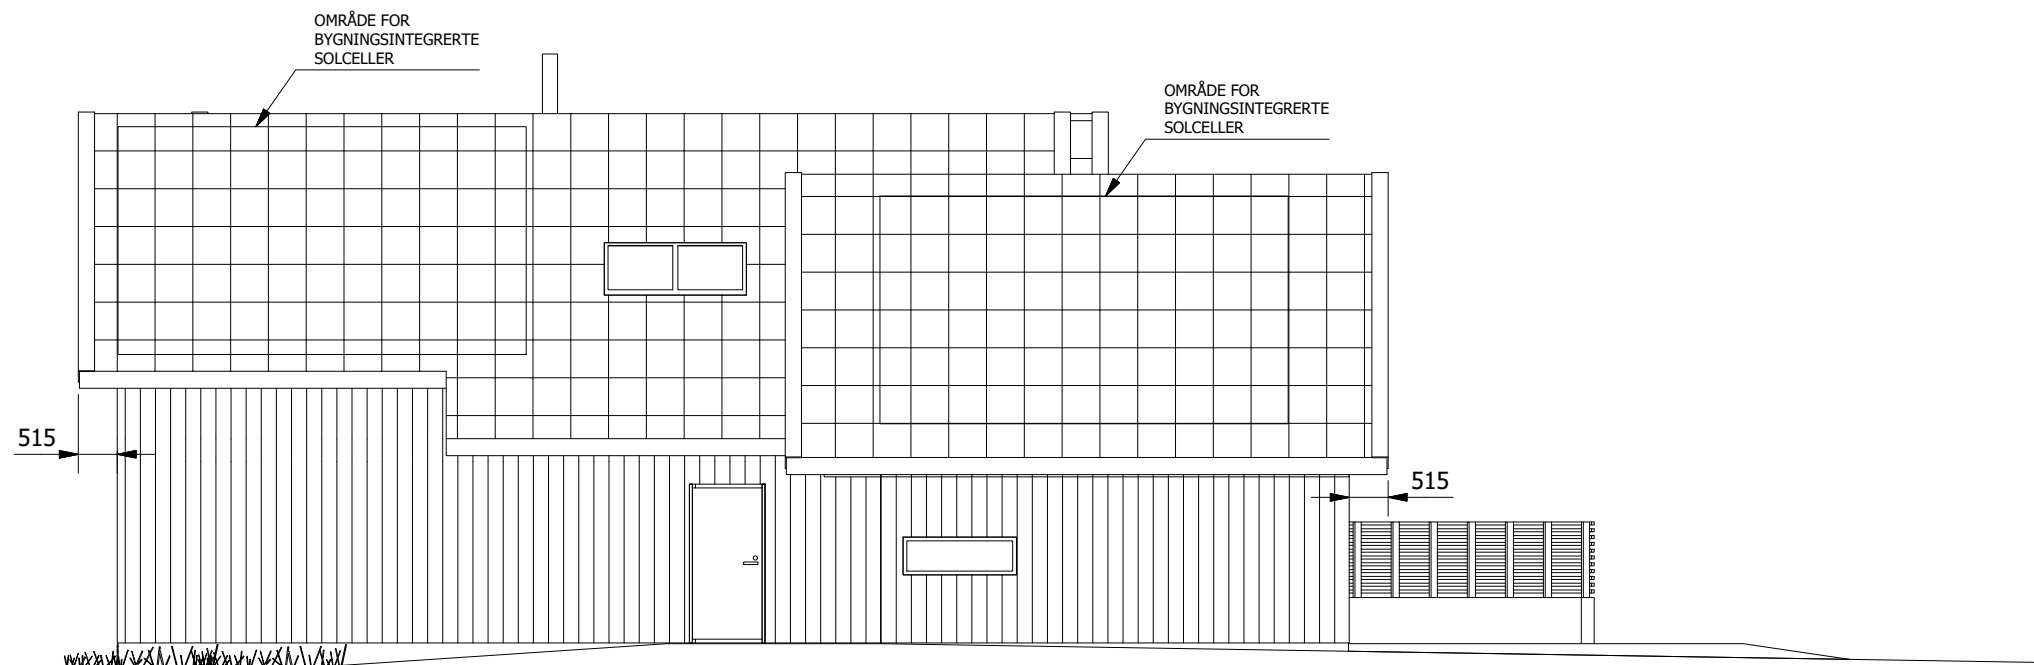 OMRÅDE FOR
BYGNINGSINTEGRERTE
SOLCELLER
OMRÅDE FOR
BYGNINGSINTEGRERTE
SOLCELLER
515
515